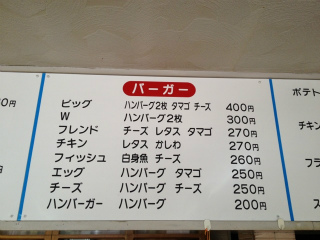 バーガー
ビッグ ハンバーグ2枚 タマゴ チーズ 400円
W ハンバーグ2枚 300円
フレンド チーズ レタス タマゴ 270円
チキン レタス かしわ 270円
フィッシュ 白身魚 チーズ 260円
エッグ ハンバーグ タマゴ 250円
チーズ ハンバーグ チーズ 250円
ハンバーガー ハンバーグ 200円
0円
ポテト
チキ
フラ